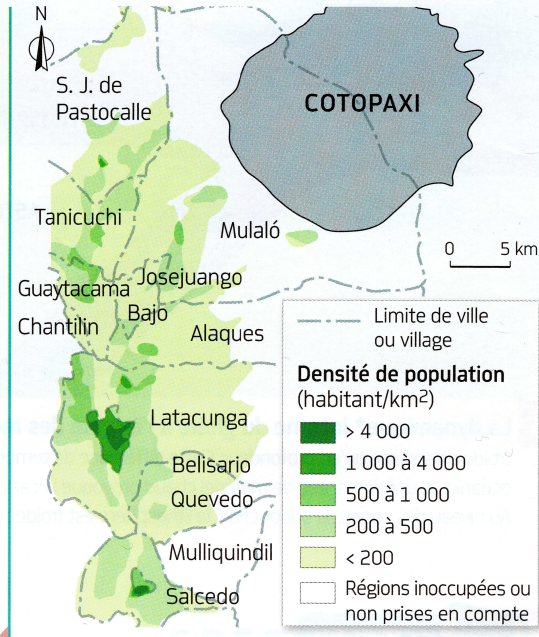 N
S. J. de
Pastocalle
COTOPAXI
Tanicuchi
Mulaló
0 5 km
Guaytacama
Josejuango
Bajo
Chantilin
Alaques
Limite de ville
ou village
Densité de population
(habitant/km²)
> 4 000
1 000 à 4 000
500 à 1 000
200 à 500
< 200
Régions inoccupées ou
non prises en compte
Latacunga
Belisario
Quevedo
Mulliquindil
Salcedo